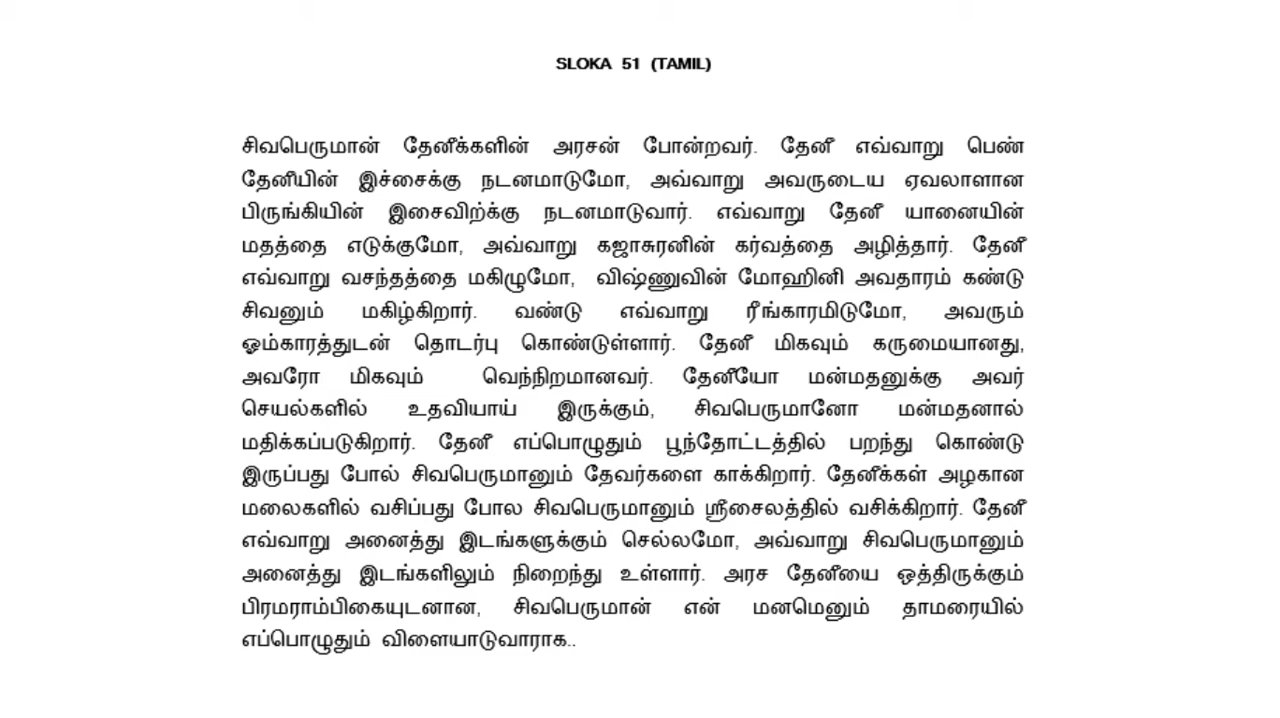 SLOKA 51 (TAMIL)
சிவபெருமான் தேனீக்களின் அரசன் போன்றவர். தேனீ எவ்வாறு பெண்
தேனீயின் இச்சைக்கு நடனமாடுமோ, அவ்வாறு அவருடைய ஏவலாளான
பிருங்கியின் இசைவிற்க்கு நடனமாடுவார். எவ்வாறு தேனீ யானையின்
மதத்தை எடுக்குமோ, அவ்வாறு கஜாசுரனின் கர்வத்தை அழித்தார். தேனீ
எவ்வாறு வசந்தத்தை மகிழுமோ, விஷ்ணுவின் மோஹினி அவதாரம் கண்டு
சிவனும் மகிழ்கிறார். வண்டு எவ்வாறு ரீங்காரமிடுமோ, அவரும்
ஓம்காரத்துடன் தொடர்பு கொண்டுள்ளார். தேனீ மிகவும் கருமையானது,
அவரோ மிகவும் வெந்நிறமானவர். தேனீயோ மன்மதனுக்கு அவர்
செயல்களில் உதவியாய் இருக்கும், சிவபெருமானோ மன்மதனால்
மதிக்கப்படுகிறார். தேனீ எப்பொழுதும் பூந்தோட்டத்தில் பறந்து கொண்டு
இருப்பது போல் சிவபெருமானும் தேவர்களை காக்கிறார். தேனீக்கள் அழகான
மலைகளில் வசிப்பது போல சிவபெருமானும் ஸ்ரீசைலத்தில் வசிக்கிறார். தேனீ
எவ்வாறு அனைத்து இடங்களுக்கும் செல்லமோ, அவ்வாறு சிவபெருமானும்
அனைத்து இடங்களிலும் நிறைந்து உள்ளார். அரச தேனீயை ஒத்திருக்கும்
பிரமராம்பிகையுடனான, சிவபெருமான் என் மனமெனும் தாமரையில்
எப்பொழுதும் விளையாடுவாராக..